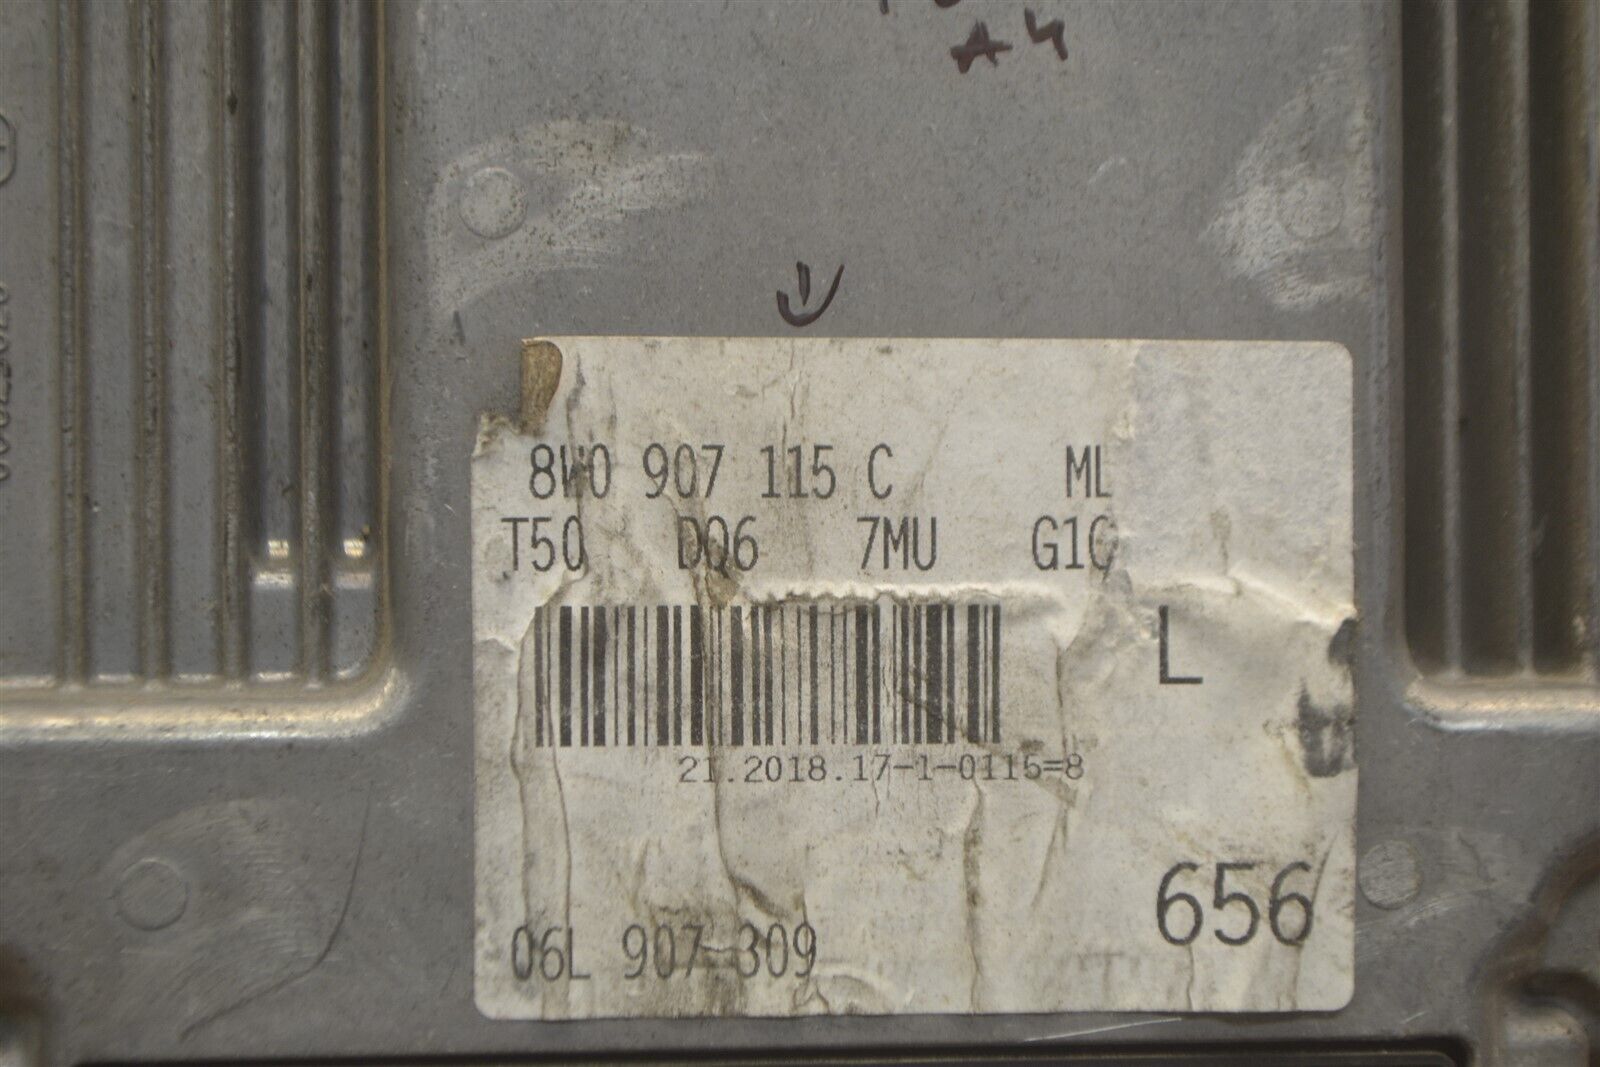 A4
8W0 907 115 C ML
T50 DQ6 7MU G1C
L
21.2018.17-1-0115=8
656
06L 907 309